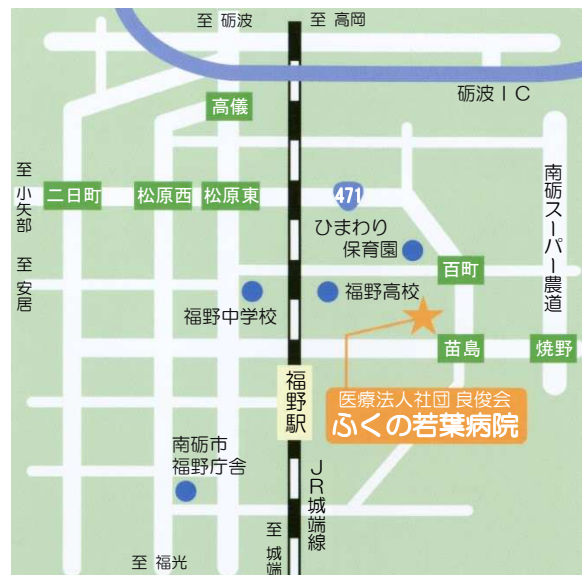 至 砺波
至 高岡
砺波IC
高儀
至 小矢部
二日町
松原西
松原東
471
南砺スーパー農道
ひまわり
保育園
至 安居
百町
福野中学校
福野高校
苗島
焼野
福野駅
医療法人社団 良俊会
ふくの若葉病院
南砺市
福野庁舎
JR城端線
至 城端
至 福光